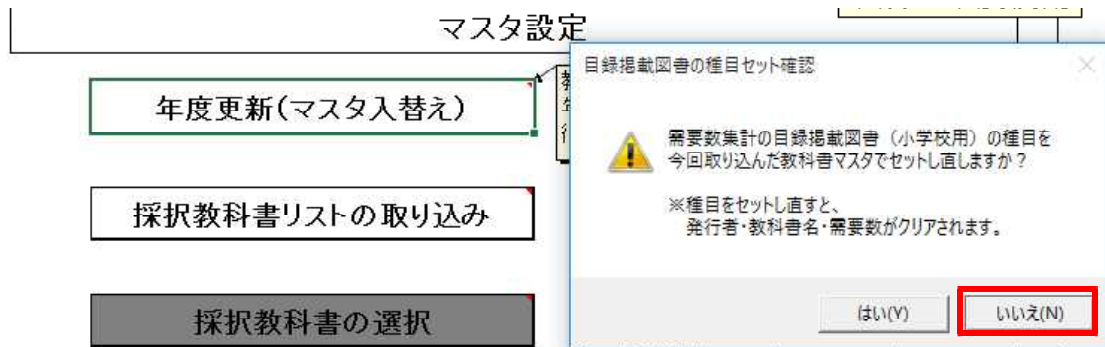 マスタ設定
年度更新(マスタ入替え)
採択教科書リストの取り込み
採択教科書の選択
目録掲載図書の種目セット確認
需要数集計の目録掲載図書（小学校用）の種目を
今回取り込んだ教科書マスタでセットし直しますか？
※種目をセットし直すと、
発行者・教科書名・需要数がクリアされます。
はい(Y)
いいえ(N)